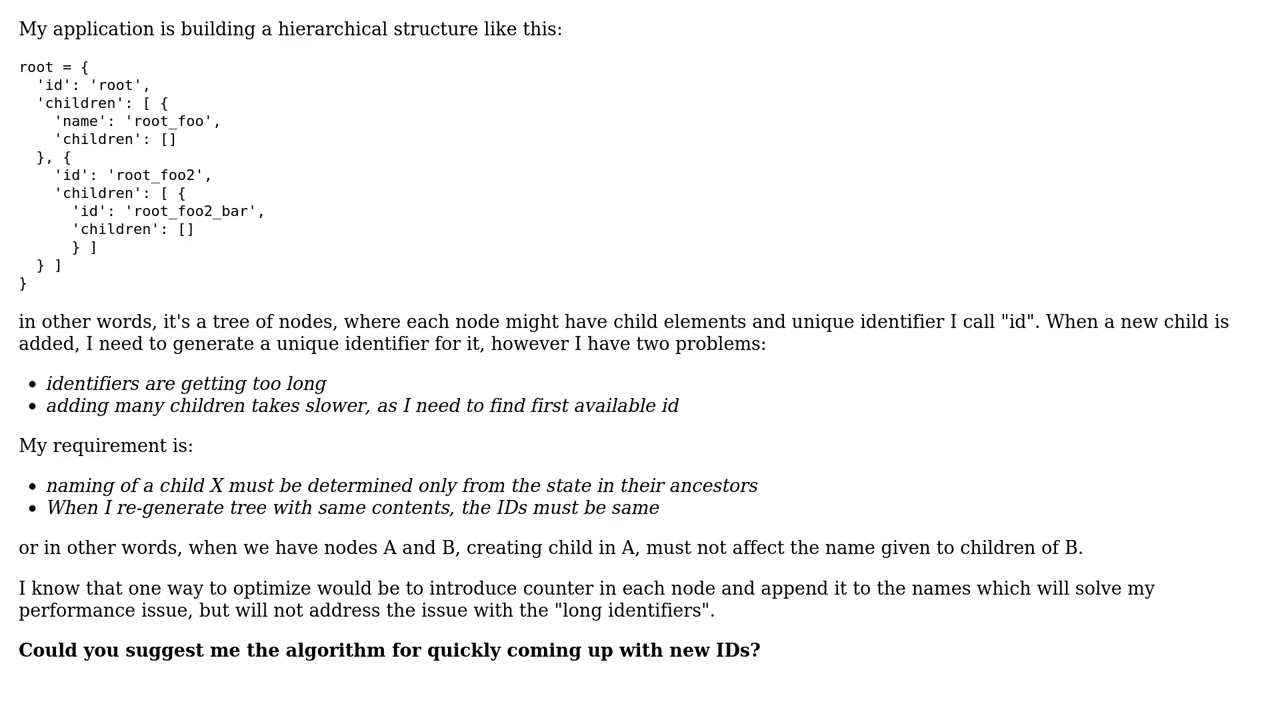 My application is building a hierarchical structure like this:
root = {
  'id': 'root',
  'children': [ {
    'name': 'root_foo',
    'children': []
  }, {
    'id': 'root_foo2',
    'children': [ {
      'id': 'root_foo2_bar',
      'children': []
      } ]
  } ]
}
in other words, it's a tree of nodes, where each node might have child elements and unique identifier I call "id". When a new child is
added, I need to generate a unique identifier for it, however I have two problems:
• identifiers are getting too long
• adding many children takes slower, as I need to find first available id
My requirement is:
• naming of a child X must be determined only from the state in their ancestors
• When I re-generate tree with same contents, the IDs must be same
or in other words, when we have nodes A and B, creating child in A, must not affect the name given to children of B.
I know that one way to optimize would be to introduce counter in each node and append it to the names which will solve my
performance issue, but will not address the issue with the "long identifiers".
Could you suggest me the algorithm for quickly coming up with new IDs?